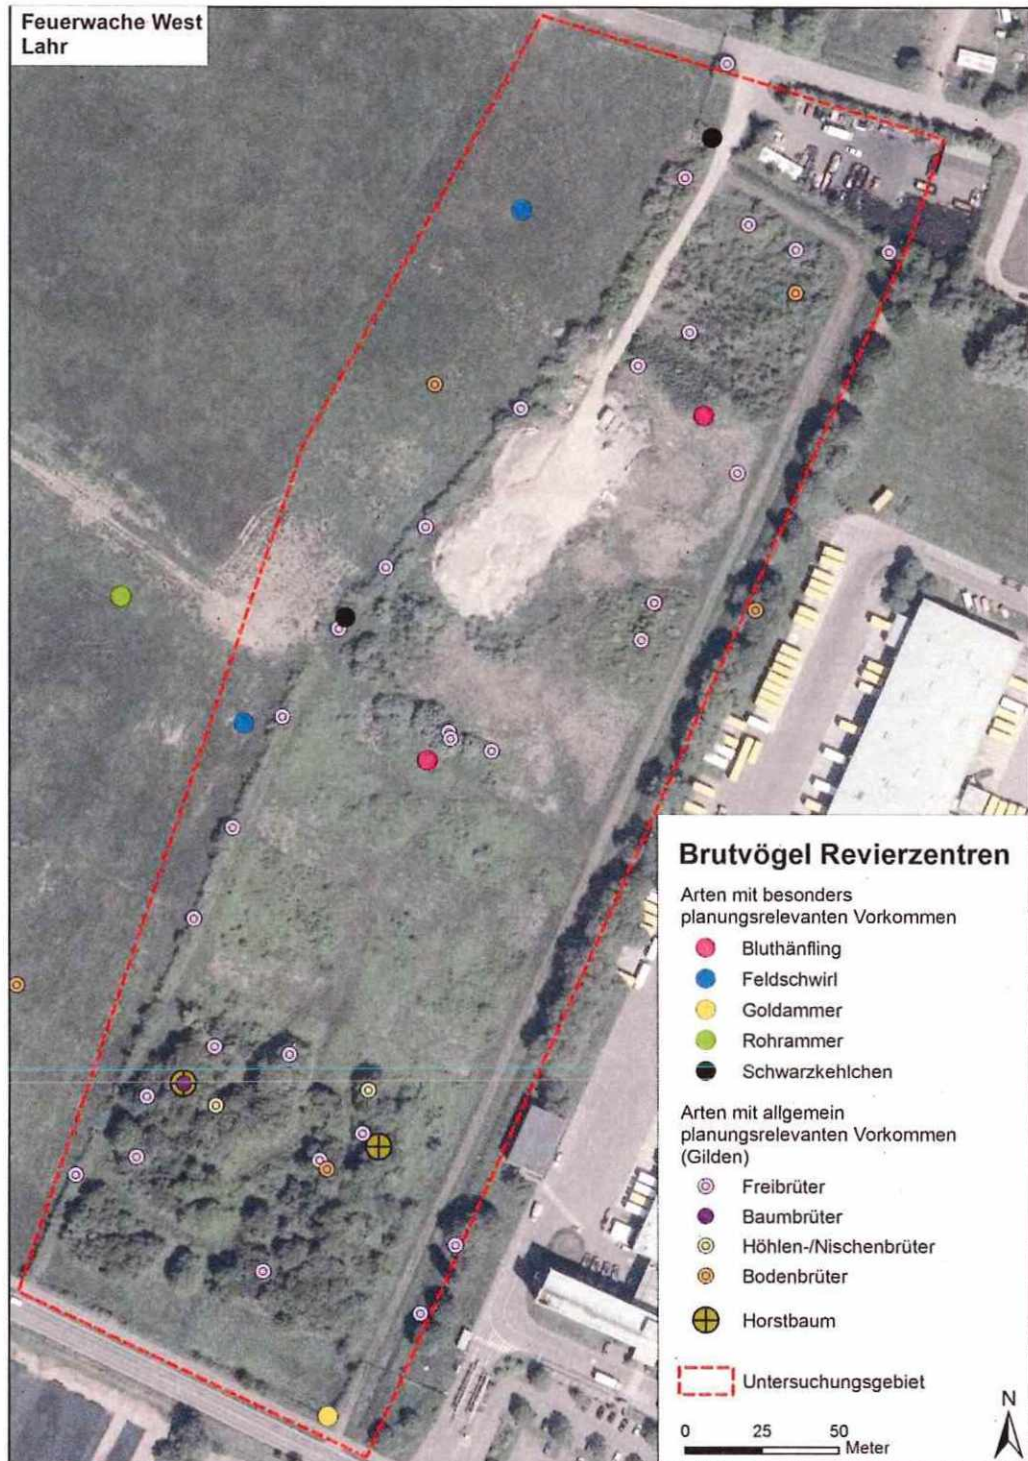 Feuerwache West
Lahr
Brutvögel Revierzentren
Arten mit besonders
planungsrelevanten Vorkommen
Bluthänfling
Feldschwirl
Goldammer
Rohrammer
Schwarzkehlchen
Arten mit allgemein
planungsrelevanten Vorkommen
(Gilden)
Freibrüter
Baumbrüter
Höhlen-/Nischenbrüter
Bodenbrüter
Horstbaum
Untersuchungsgebiet
0 25 50
Meter
N